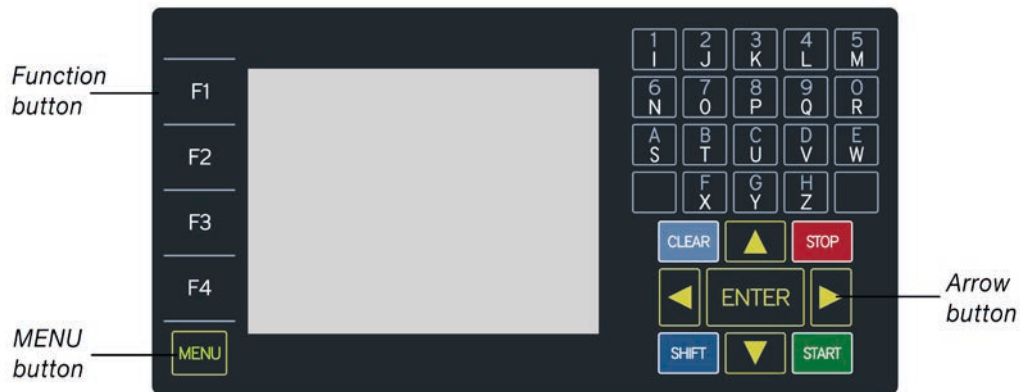 Function
button
MENU
button
F1
F2
F3
F4
MENU
1 2 3 4 5
I J K L M
6 7 8 9 0
N O P Q R
A B C D E
S T U V W
F G H
X Y Z
CLEAR STOP
ENTER
SHIFT START
Arrow
button